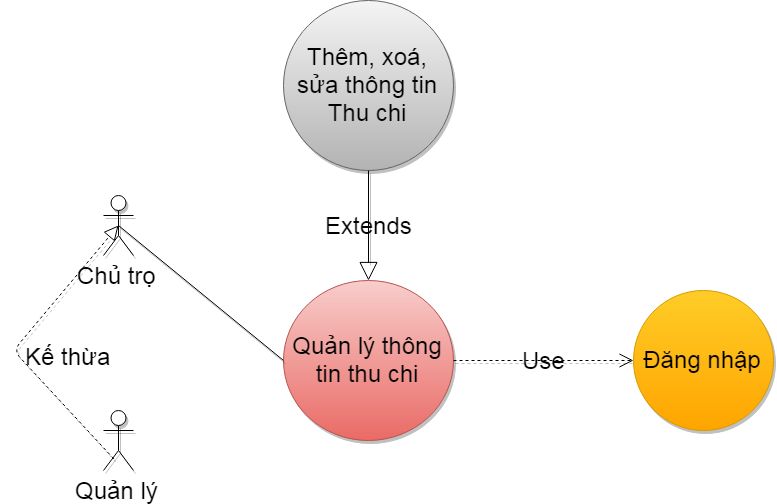 Thêm, xoá,
sửa thông tin
Thu chi
Extends
Chủ trọ
Kế thừa
Quản lý thông
tin thu chi
Use
Đăng nhập
Quản lý